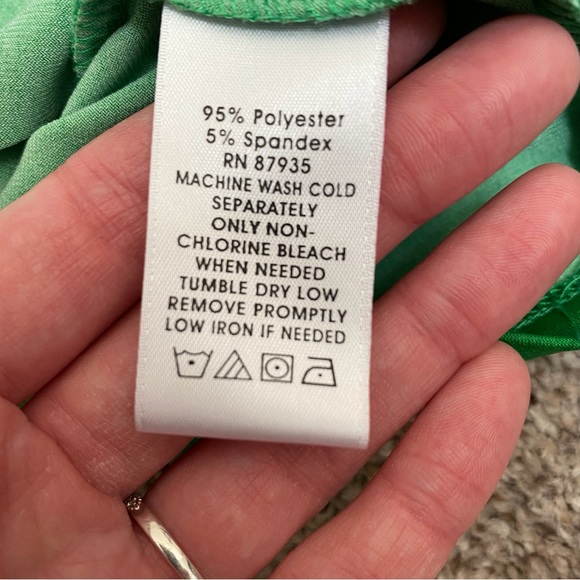 95% Polyester
5% Spandex
RN 87935
MACHINE WASH COLD
SEPARATELY
ONLY NON-
CHLORINE BLEACH
WHEN NEEDED
TUMBLE DRY LOW
REMOVE PROMPTLY
LOW IRON IF NEEDED